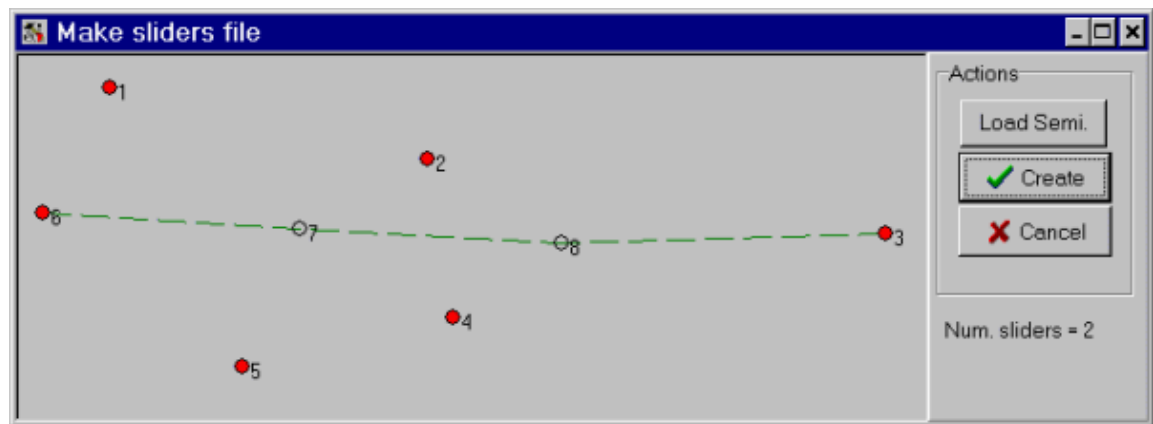 Make sliders file
1
Actions
Load Semi.
2
Create
6
7
8
3
Cancel
4
Num. sliders = 2
5